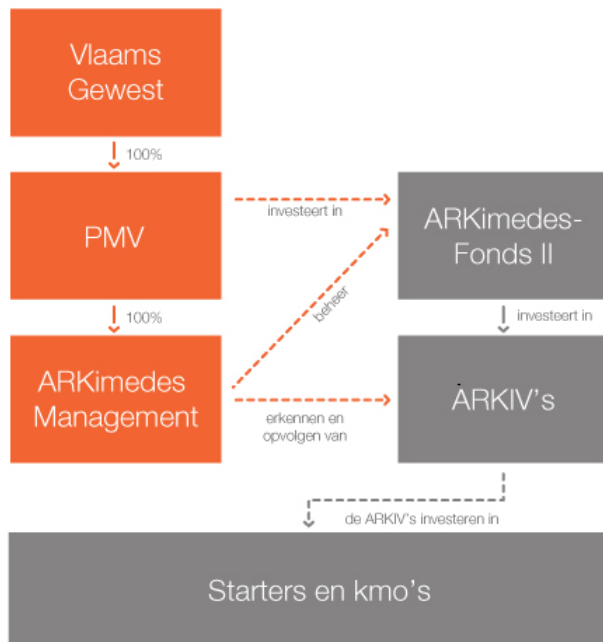 Vlaams
Gewest
100%
PMV
investeert in
ARKimedes-
Fonds II
100%
beheer
investeert in
ARKimedes
Management
erkennen en
opvolgen van
ARKIV's
de ARKIV's investeren in
Starters en kmo's